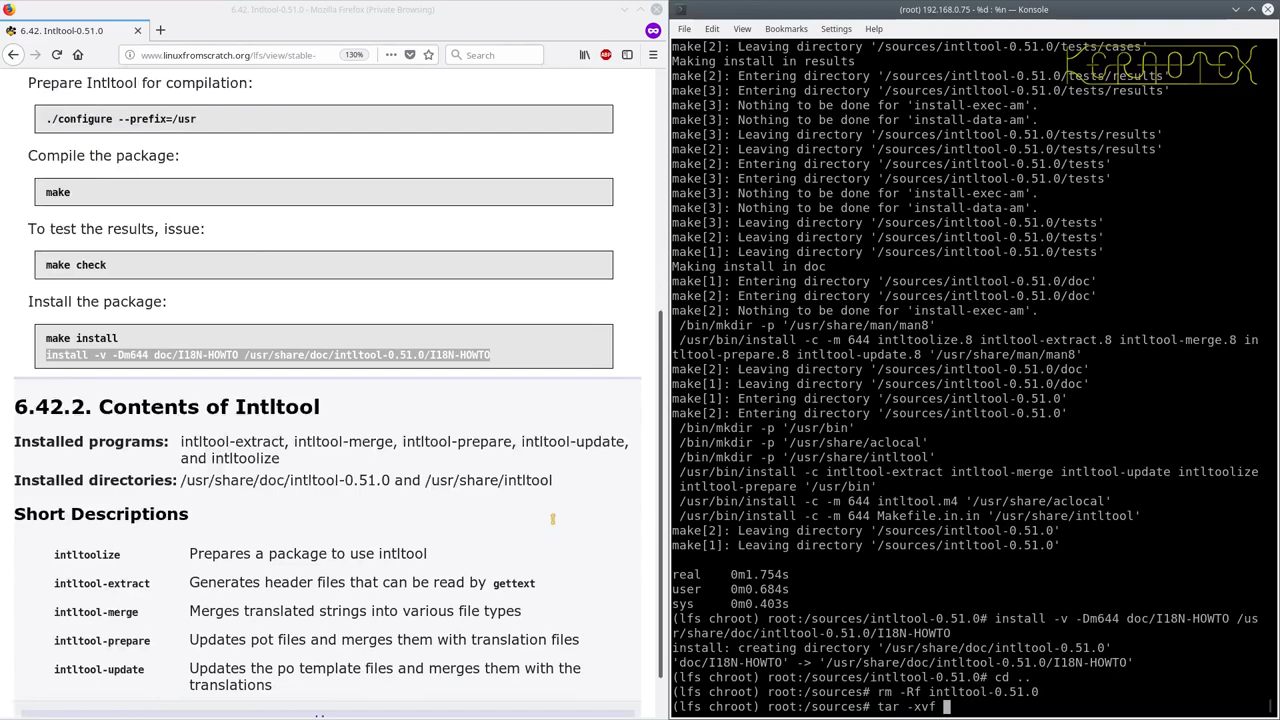 6.42. Intltool-0.51.0 - Mozilla Firefox (Private Browsing)
6.42. Intltool-0.51.0
www.linuxfromscratch.org/lfs/view/stable-
130%
Search
ABP
Prepare Intltool for compilation:
./configure --prefix=/usr
Compile the package:
make
To test the results, issue:
make check
Install the package:
make install
install -v -Dm644 doc/I18N-HOWTO /usr/share/doc/intltool-0.51.0/I18N-HOWTO
6.42.2. Contents of Intltool
Installed programs: intltool-extract, intltool-merge, intltool-prepare, intltool-update,
and intltoolize
Installed directories: /usr/share/doc/intltool-0.51.0 and /usr/share/intltool
Short Descriptions
intltoolize Prepares a package to use intltool
intltool-extract Generates header files that can be read by gettext
intltool-merge Merges translated strings into various file types
intltool-prepare Updates pot files and merges them with translation files
intltool-update Updates the po template files and merges them with the
translations
(root) 192.168.0.75 - %d : %n — Konsole
File Edit View Bookmarks Settings Help
KERNOTEX
make[2]: Leaving directory '/sources/intltool-0.51.0/tests/cases'
Making install in results
make[2]: Entering directory '/sources/intltool-0.51.0/tests/results'
make[3]: Entering directory '/sources/intltool-0.51.0/tests/results'
make[3]: Nothing to be done for 'install-exec-am'.
make[3]: Nothing to be done for 'install-data-am'.
make[3]: Leaving directory '/sources/intltool-0.51.0/tests/results'
make[2]: Leaving directory '/sources/intltool-0.51.0/tests/results'
make[2]: Entering directory '/sources/intltool-0.51.0/tests'
make[3]: Entering directory '/sources/intltool-0.51.0/tests'
make[3]: Nothing to be done for 'install-exec-am'.
make[3]: Nothing to be done for 'install-data-am'.
make[3]: Leaving directory '/sources/intltool-0.51.0/tests'
make[2]: Leaving directory '/sources/intltool-0.51.0/tests'
make[1]: Leaving directory '/sources/intltool-0.51.0/tests'
Making install in doc
make[1]: Entering directory '/sources/intltool-0.51.0/doc'
make[2]: Entering directory '/sources/intltool-0.51.0/doc'
make[2]: Nothing to be done for 'install-exec-am'.
/bin/mkdir -p '/usr/share/man/man8'
/usr/bin/install -c -m 644 intltoolize.8 intltool-extract.8 intltool-merge.8 in
tltool-prepare.8 intltool-update.8 '/usr/share/man/man8'
make[2]: Leaving directory '/sources/intltool-0.51.0/doc'
make[1]: Leaving directory '/sources/intltool-0.51.0/doc'
make[1]: Entering directory '/sources/intltool-0.51.0'
make[2]: Entering directory '/sources/intltool-0.51.0'
/bin/mkdir -p '/usr/bin'
/bin/mkdir -p '/usr/share/aclocal'
/bin/mkdir -p '/usr/share/intltool'
/usr/bin/install -c intltool-extract intltool-merge intltool-update intltoolize
intltool-prepare '/usr/bin'
/usr/bin/install -c -m 644 intltool.m4 '/usr/share/aclocal'
/usr/bin/install -c -m 644 Makefile.in.in '/usr/share/intltool'
make[2]: Leaving directory '/sources/intltool-0.51.0'
make[1]: Leaving directory '/sources/intltool-0.51.0'
real 0m1.754s
user 0m0.684s
sys 0m0.403s
(lfs chroot) root:/sources/intltool-0.51.0# install -v -Dm644 doc/I18N-HOWTO /us
r/share/doc/intltool-0.51.0/I18N-HOWTO
install: creating directory '/usr/share/doc/intltool-0.51.0'
'doc/I18N-HOWTO' -> '/usr/share/doc/intltool-0.51.0/I18N-HOWTO'
(lfs chroot) root:/sources/intltool-0.51.0# cd ..
(lfs chroot) root:/sources# rm -Rf intltool-0.51.0
(lfs chroot) root:/sources# tar -xvf